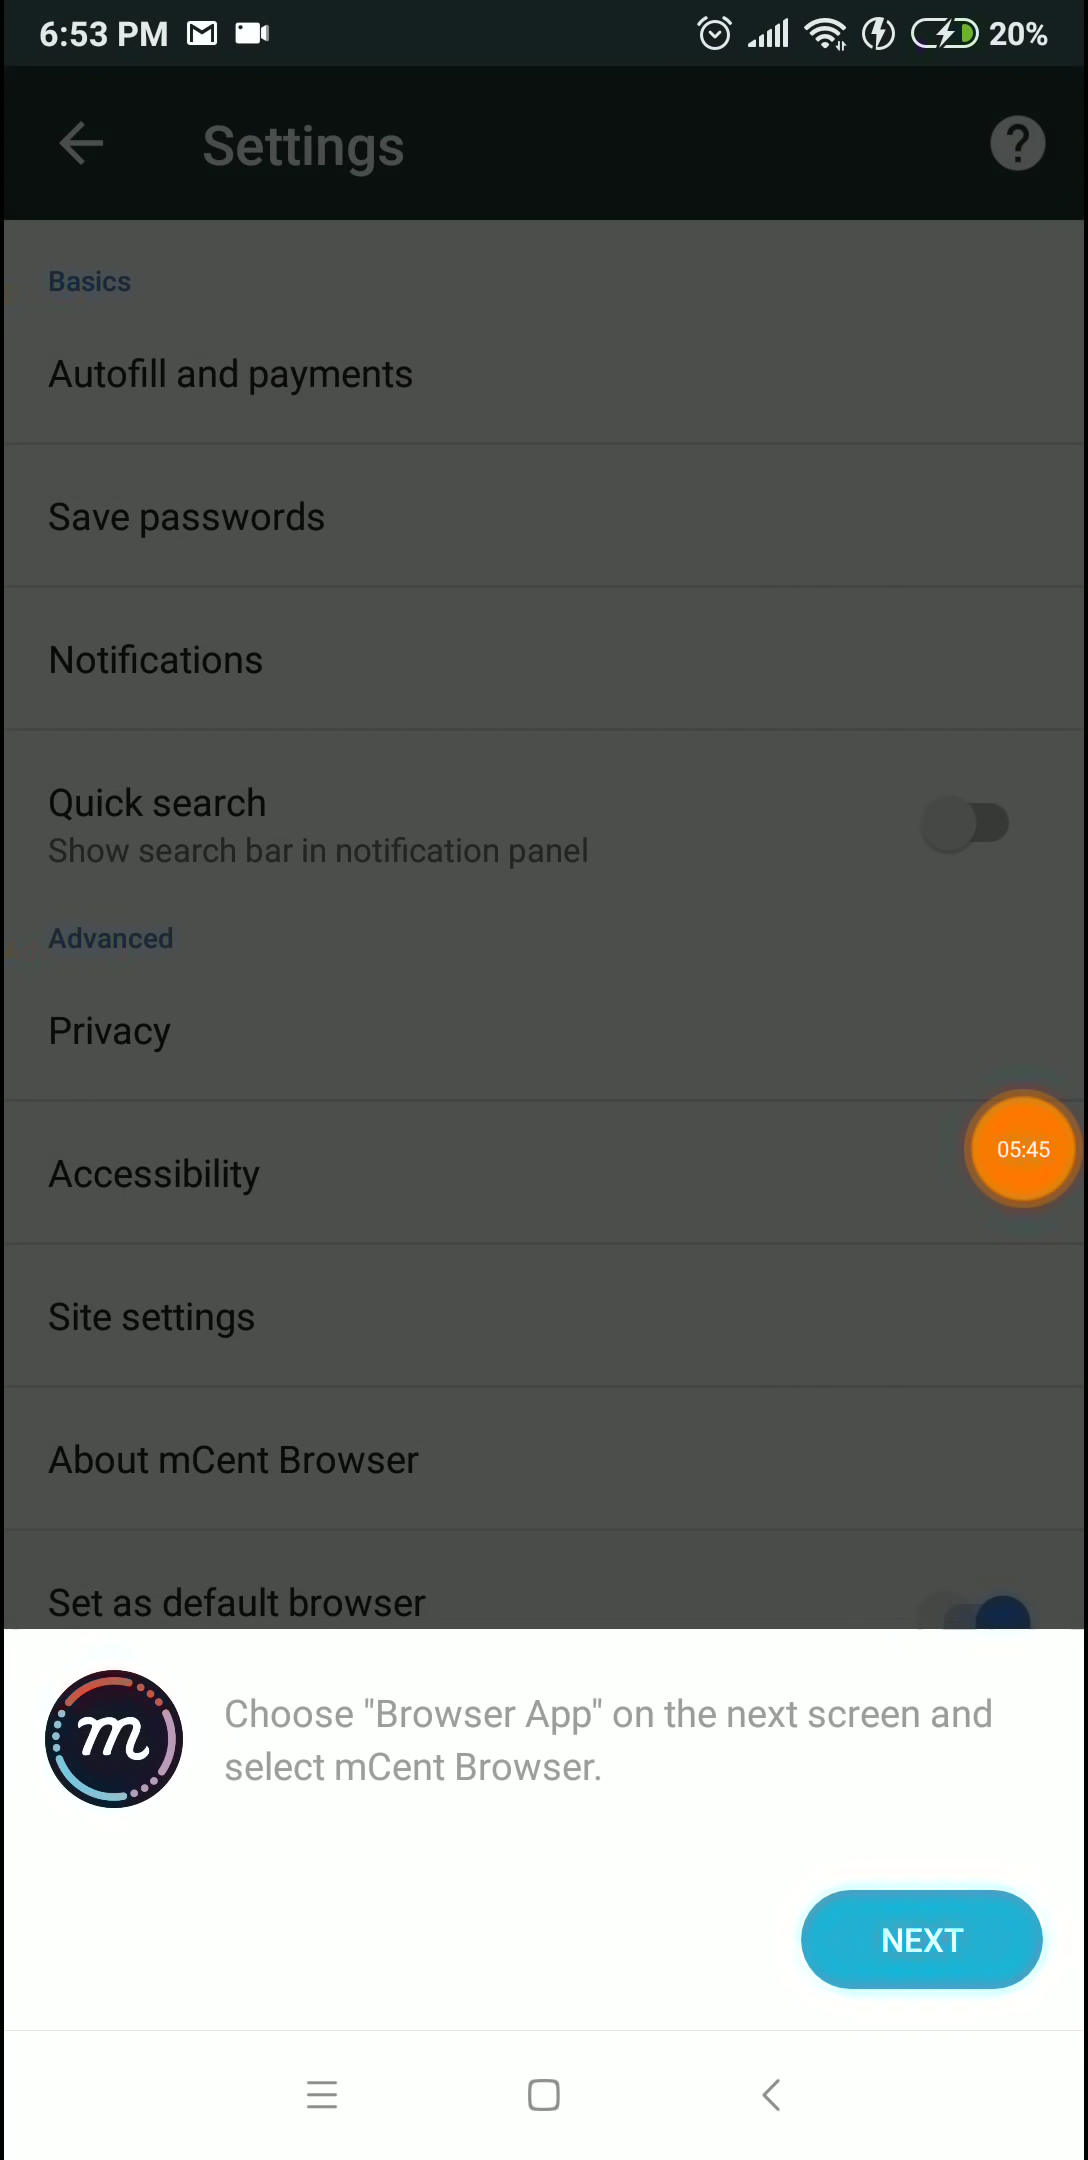 6:53 PM
20%
Settings
Basics
Autofill and payments
Save passwords
Notifications
Quick search
Show search bar in notification panel
Advanced
Privacy
05:45
Accessibility
Site settings
About mCent Browser
Set as default browser
m
Choose "Browser App" on the next screen and
select mCent Browser.
NEXT